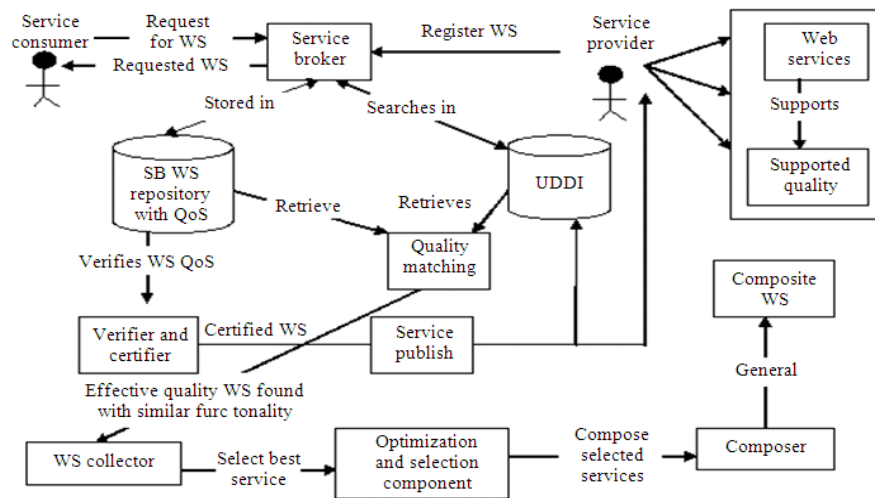 Service
consumer
Request
for WS
Requested WS
Service
broker
Register WS
Service
provider
Web
services
Supports
Supported
quality
Stored in
Searches in
SB WS
repository
with QoS
UDDI
Retrieve
Retrieves
Quality
matching
Verifies WS QoS
Composite
WS
Verifier and
certifier
Certified WS
Service
publish
General
Effective quality WS found
with similar furc tonality
WS collector
Select best
service
Optimization
and selection
component
Compose
selected
services
Composer